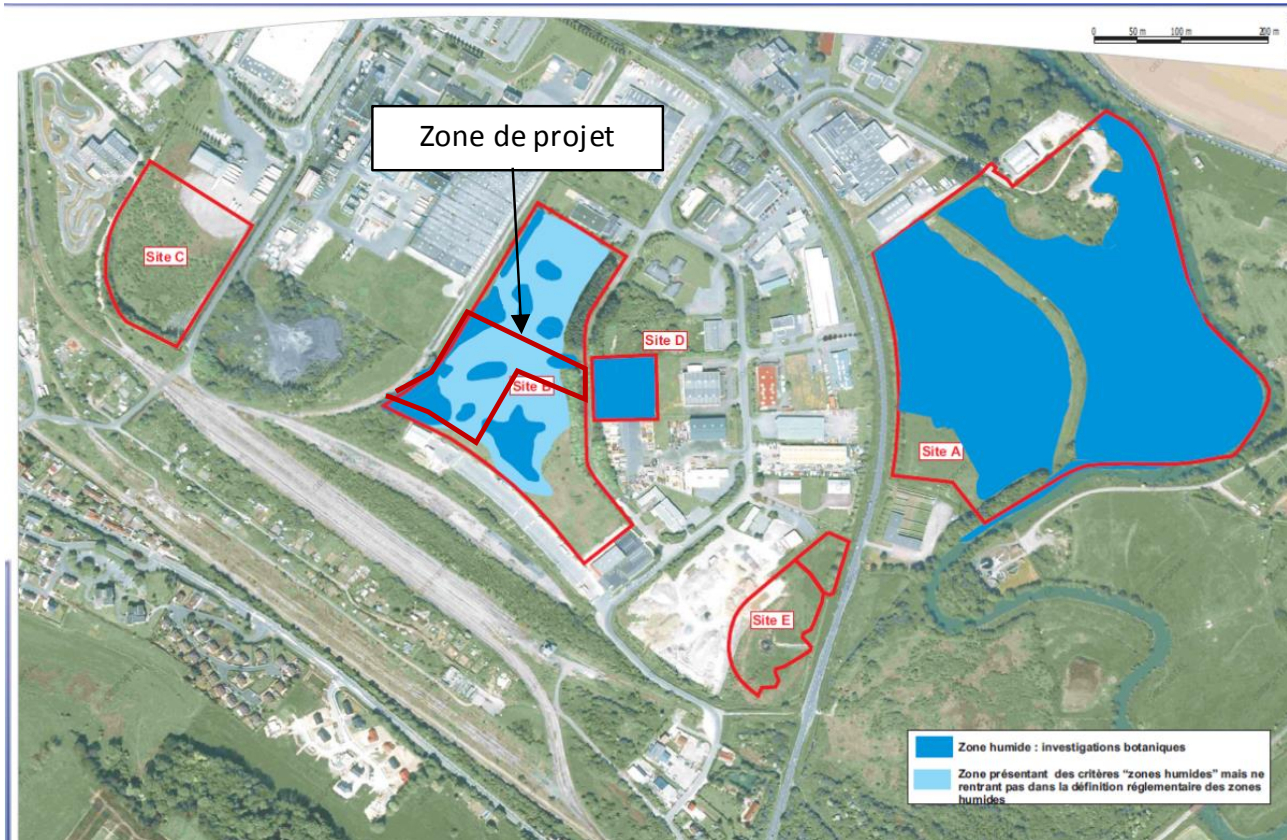 0 50 m 100 m 200 m
Zone de projet
Site C
Site D
Site B
Site A
Site E
Zone humide : investigations botaniques
Zone présentant des critères "zones humides" mais ne
rentrant pas dans la définition réglementaire des zones
humides